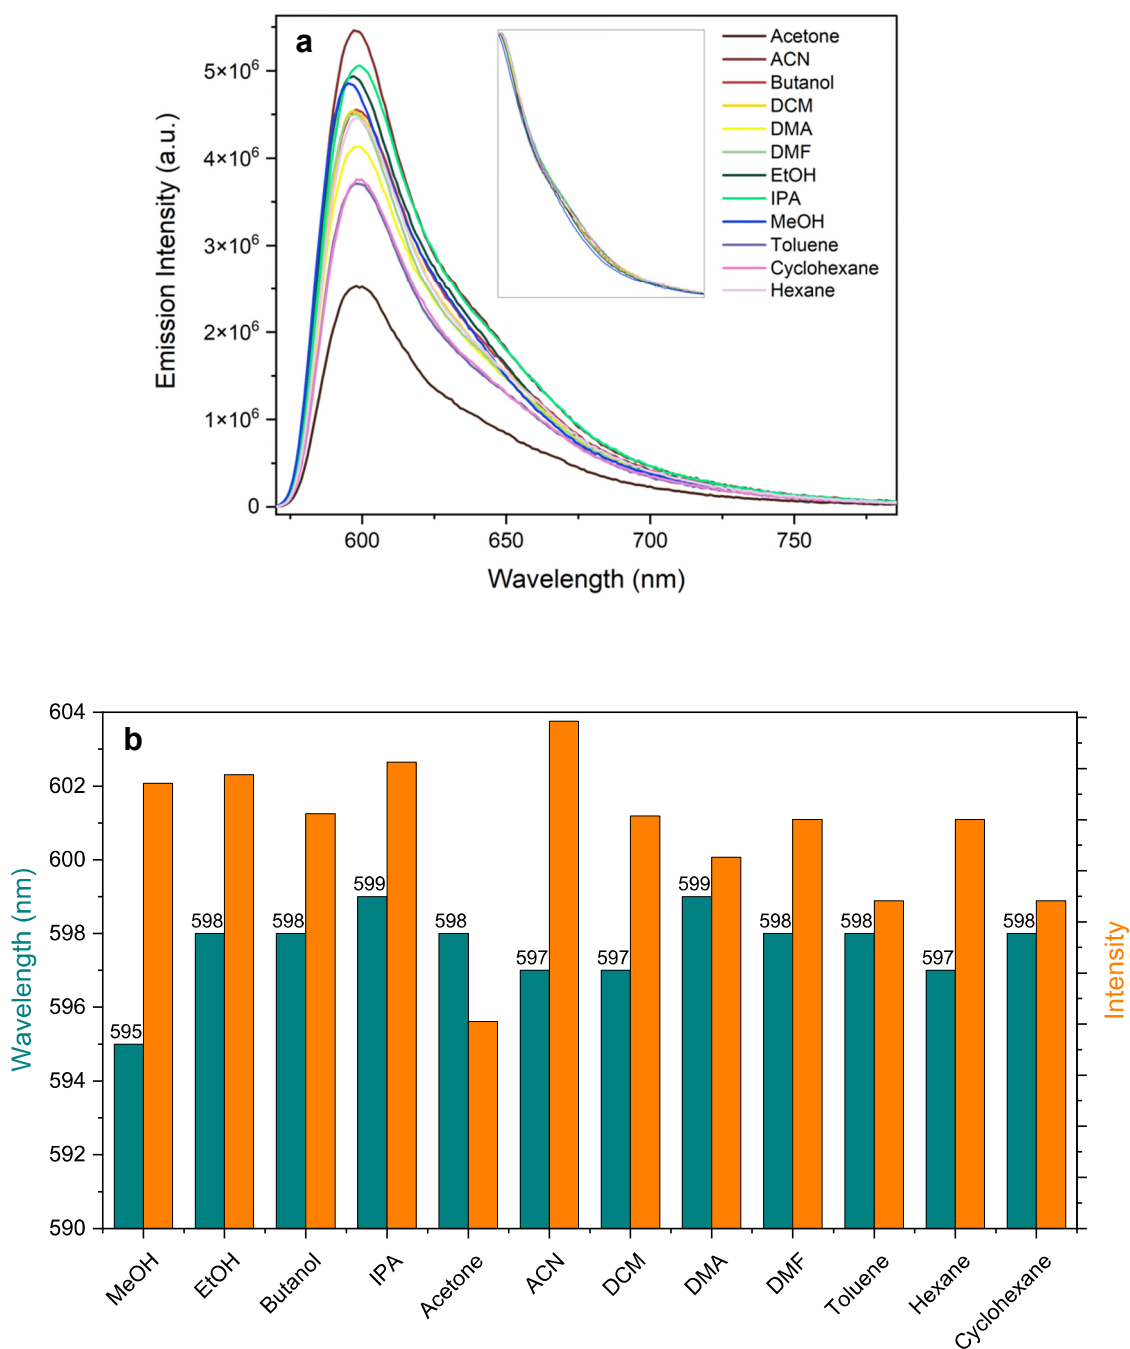 a
Acetone
ACN
Butanol
DCM
DMA
DMF
EtOH
IPA
MeOH
Toluene
Cyclohexane
Hexane
Emission Intensity (a.u.)
5×10⁶
4×10⁶
3×10⁶
2×10⁶
1×10⁶
0
600 650 700 750
Wavelength (nm)
b
Wavelength (nm)
604
602
600
598
596
594
592
590
595 598 598 599 598 597 597 599 598 598 597 598
Intensity
MeOH EtOH Butanol IPA Acetone ACN DCM DMA DMF Toluene Hexane Cyclohexane